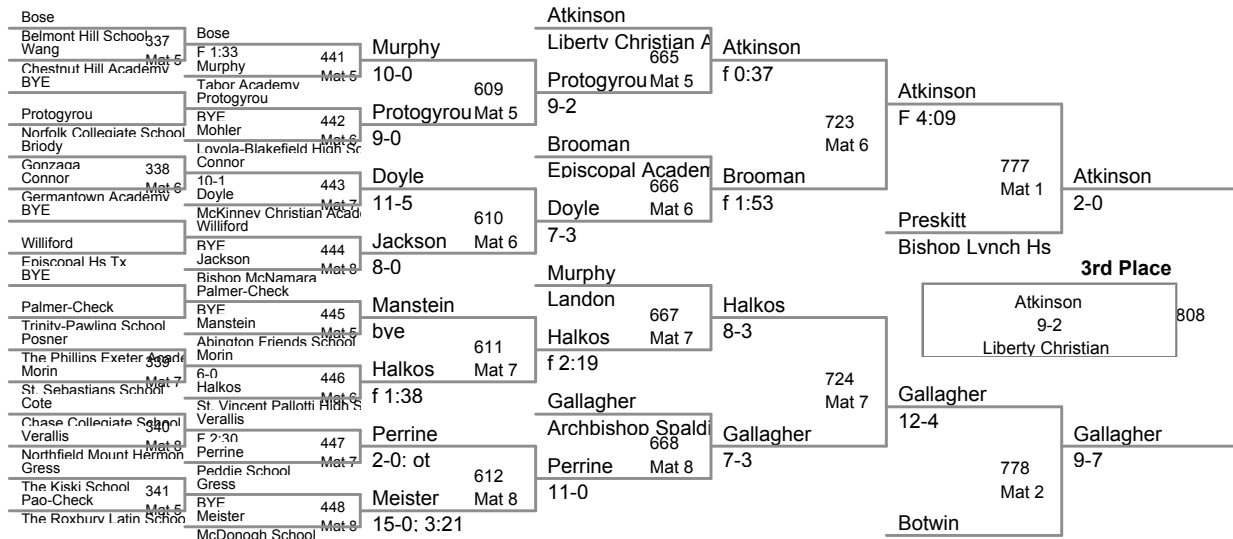 Bose
Belmont Hill School
337
Wang
Mat 5
Chestnut Hill Academy
BYE
Protogyrou
Norfolk Collegiate School
Briody
Gonzaga
338
Connor
Mat 6
Germantown Academy
BYE
Williford
Episcopal Hs Tx
BYE
Palmer-Check
Trinity-Pawling School
Posner
The Phillips Exeter Acade
339
Morin
Mat 7
St. Sebastians School
Cote
Chase Collegiate School
340
Verallis
Mat 8
Northfield Mount Hermon
Gress
The Kiski School
341
Pao-Check
Mat 5
The Roxbury Latin Schoo
Bose
F 1:33
441
Murphy
Mat 5
Tabor Academy
Protogyrou
BYE
442
Mohler
Mat 6
Loyola-Blakefield High Sc
Connor
10-1
443
Doyle
Mat 7
McKinney Christian Acade
Williford
BYE
444
Jackson
Mat 8
Bishop McNamara
Palmer-Check
BYE
445
Manstein
Mat 5
Abington Friends School
Morin
6-0
446
Halkos
Mat 6
St. Vincent Pallotti High S
Verallis
F 2:30
447
Perrine
Mat 7
Peddie School
Gress
BYE
448
Meister
Mat 8
McDonogh School
Murphy
10-0
609
Mat 5
Protogyrou
9-0
Doyle
11-5
610
Mat 6
Jackson
8-0
Manstein
bye
611
Mat 7
Halkos
f 1:38
Perrine
2-0: ot
612
Mat 8
Meister
15-0; 3:21
Atkinson
Liberty Christian A
665
Mat 5
Protogyrou
9-2
Brooman
Episcopal Academ
666
Mat 6
Doyle
7-3
Murphy
Landon
667
Mat 7
Halkos
f 2:19
Gallagher
Archbishop Spaldi
668
Mat 8
Perrine
11-0
Atkinson
f 0:37
723
Mat 6
Brooman
f 1:53
Halkos
8-3
724
Mat 7
Gallagher
7-3
Atkinson
F 4:09
777
Mat 1
Preskitt
Bishop Lynch Hs
Gallagher
12-4
778
Mat 2
Botwin
Atkinson
2-0
3rd Place
Atkinson
9-2
Liberty Christian
808
Gallagher
9-7